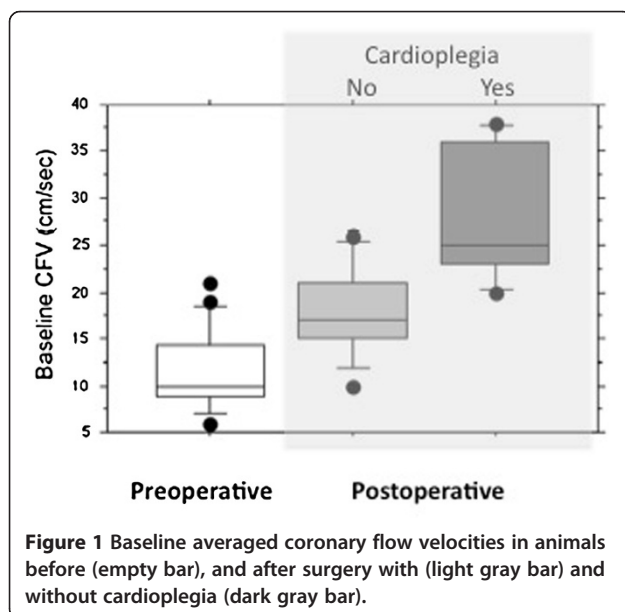 Cardioplegia
No Yes
40
35
30
25
20
15
10
5
Baseline CFV (cm/sec)
Preoperative Postoperative
Figure 1 Baseline averaged coronary flow velocities in animals
before (empty bar), and after surgery with (light gray bar) and
without cardioplegia (dark gray bar).